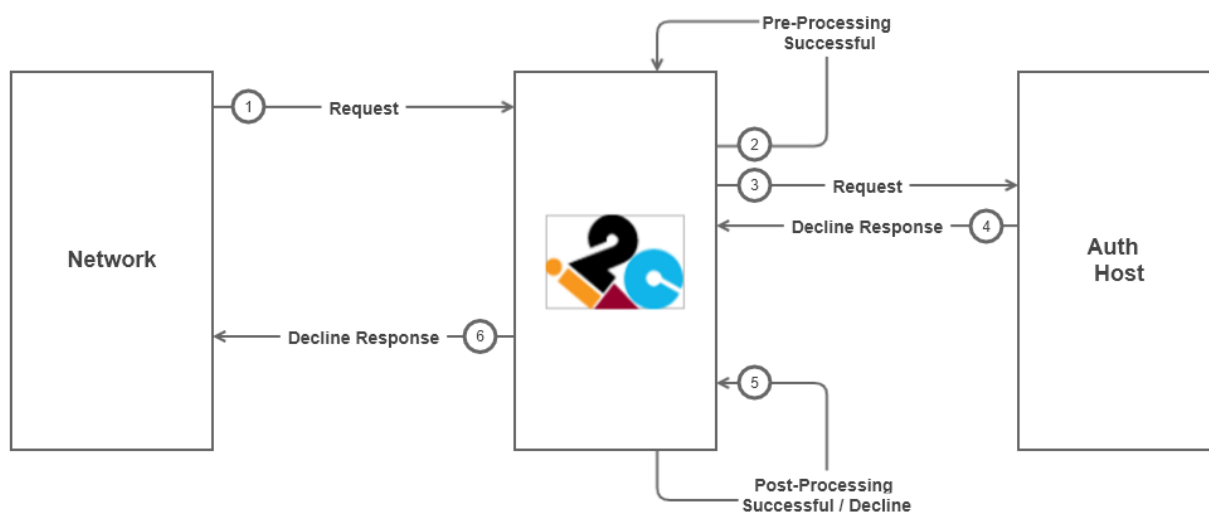 Pre-Processing
Successful
1
Request
2
3
Request
Decline Response
4
Network
i2c
Auth
Host
Decline Response
6
5
Post-Processing
Successful / Decline